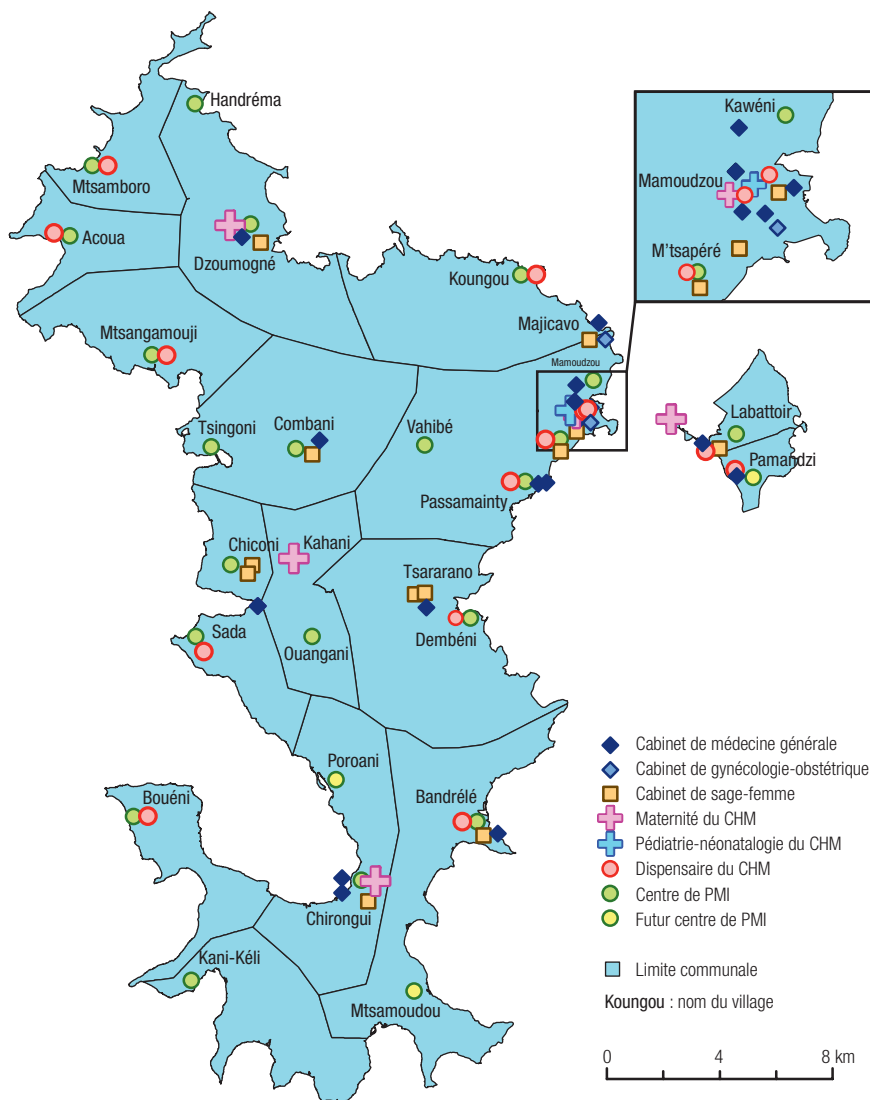 Handréma
Kawéni
Mtsamboro
Mamoudzou
Acoua
Dzoumogné
M'tsapéré
Koungou
Mtsangamouji
Majicavo
Mamoudzou
Tsingoni
Combani
Vahibé
Labattoir
Pamandzi
Passamainty
Chiconi
Kahani
Tsararano
Sada
Ouangani
Dembéni
Poroani
Bouéni
Bandrélé
Chirongui
Kani-Kéli
Mtsamoudou
Cabinet de médecine générale
Cabinet de gynécologie-obstétrique
Cabinet de sage-femme
Maternité du CHM
Pédiatrie-néonatalogie du CHM
Dispensaire du CHM
Centre de PMI
Futur centre de PMI
Limite communale
Koungou : nom du village
0 4 8 km